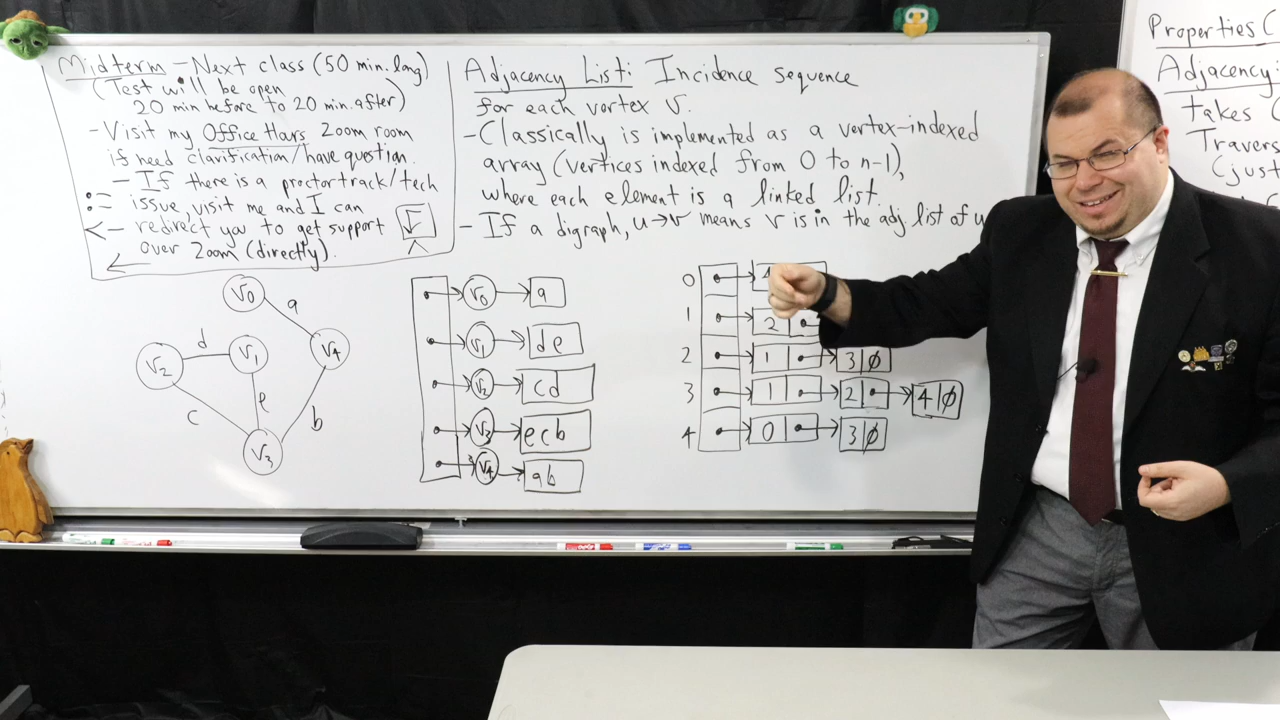 Midterm - Next class (50 min. long)
(Test will be open
20 min before to 20 min. after)
- Visit my Office Hours Zoom room
if need clarification/have question.
- If there is a proctortrack/tech
issue, visit me and I can
<- redirect you to get support
over Zoom (directly).
Adjacency List: Incidence sequence
for each vertex v.
- Classically is implemented as a vertex-indexed
array (vertices indexed from 0 to n-1),
where each element is a linked list.
- If a digraph, u→v means v is in the adj. list of u
Properties (
Adjacency:
takes
Travers
(just
v0
a
d
v2
v1
v4
c
e
b
v3
v0 a
v1 de
v2 cd
v3 ecb
v4 ab
0 4
1 2
2 1 3 ∅
3 1 2 4 ∅
4 0 3 ∅